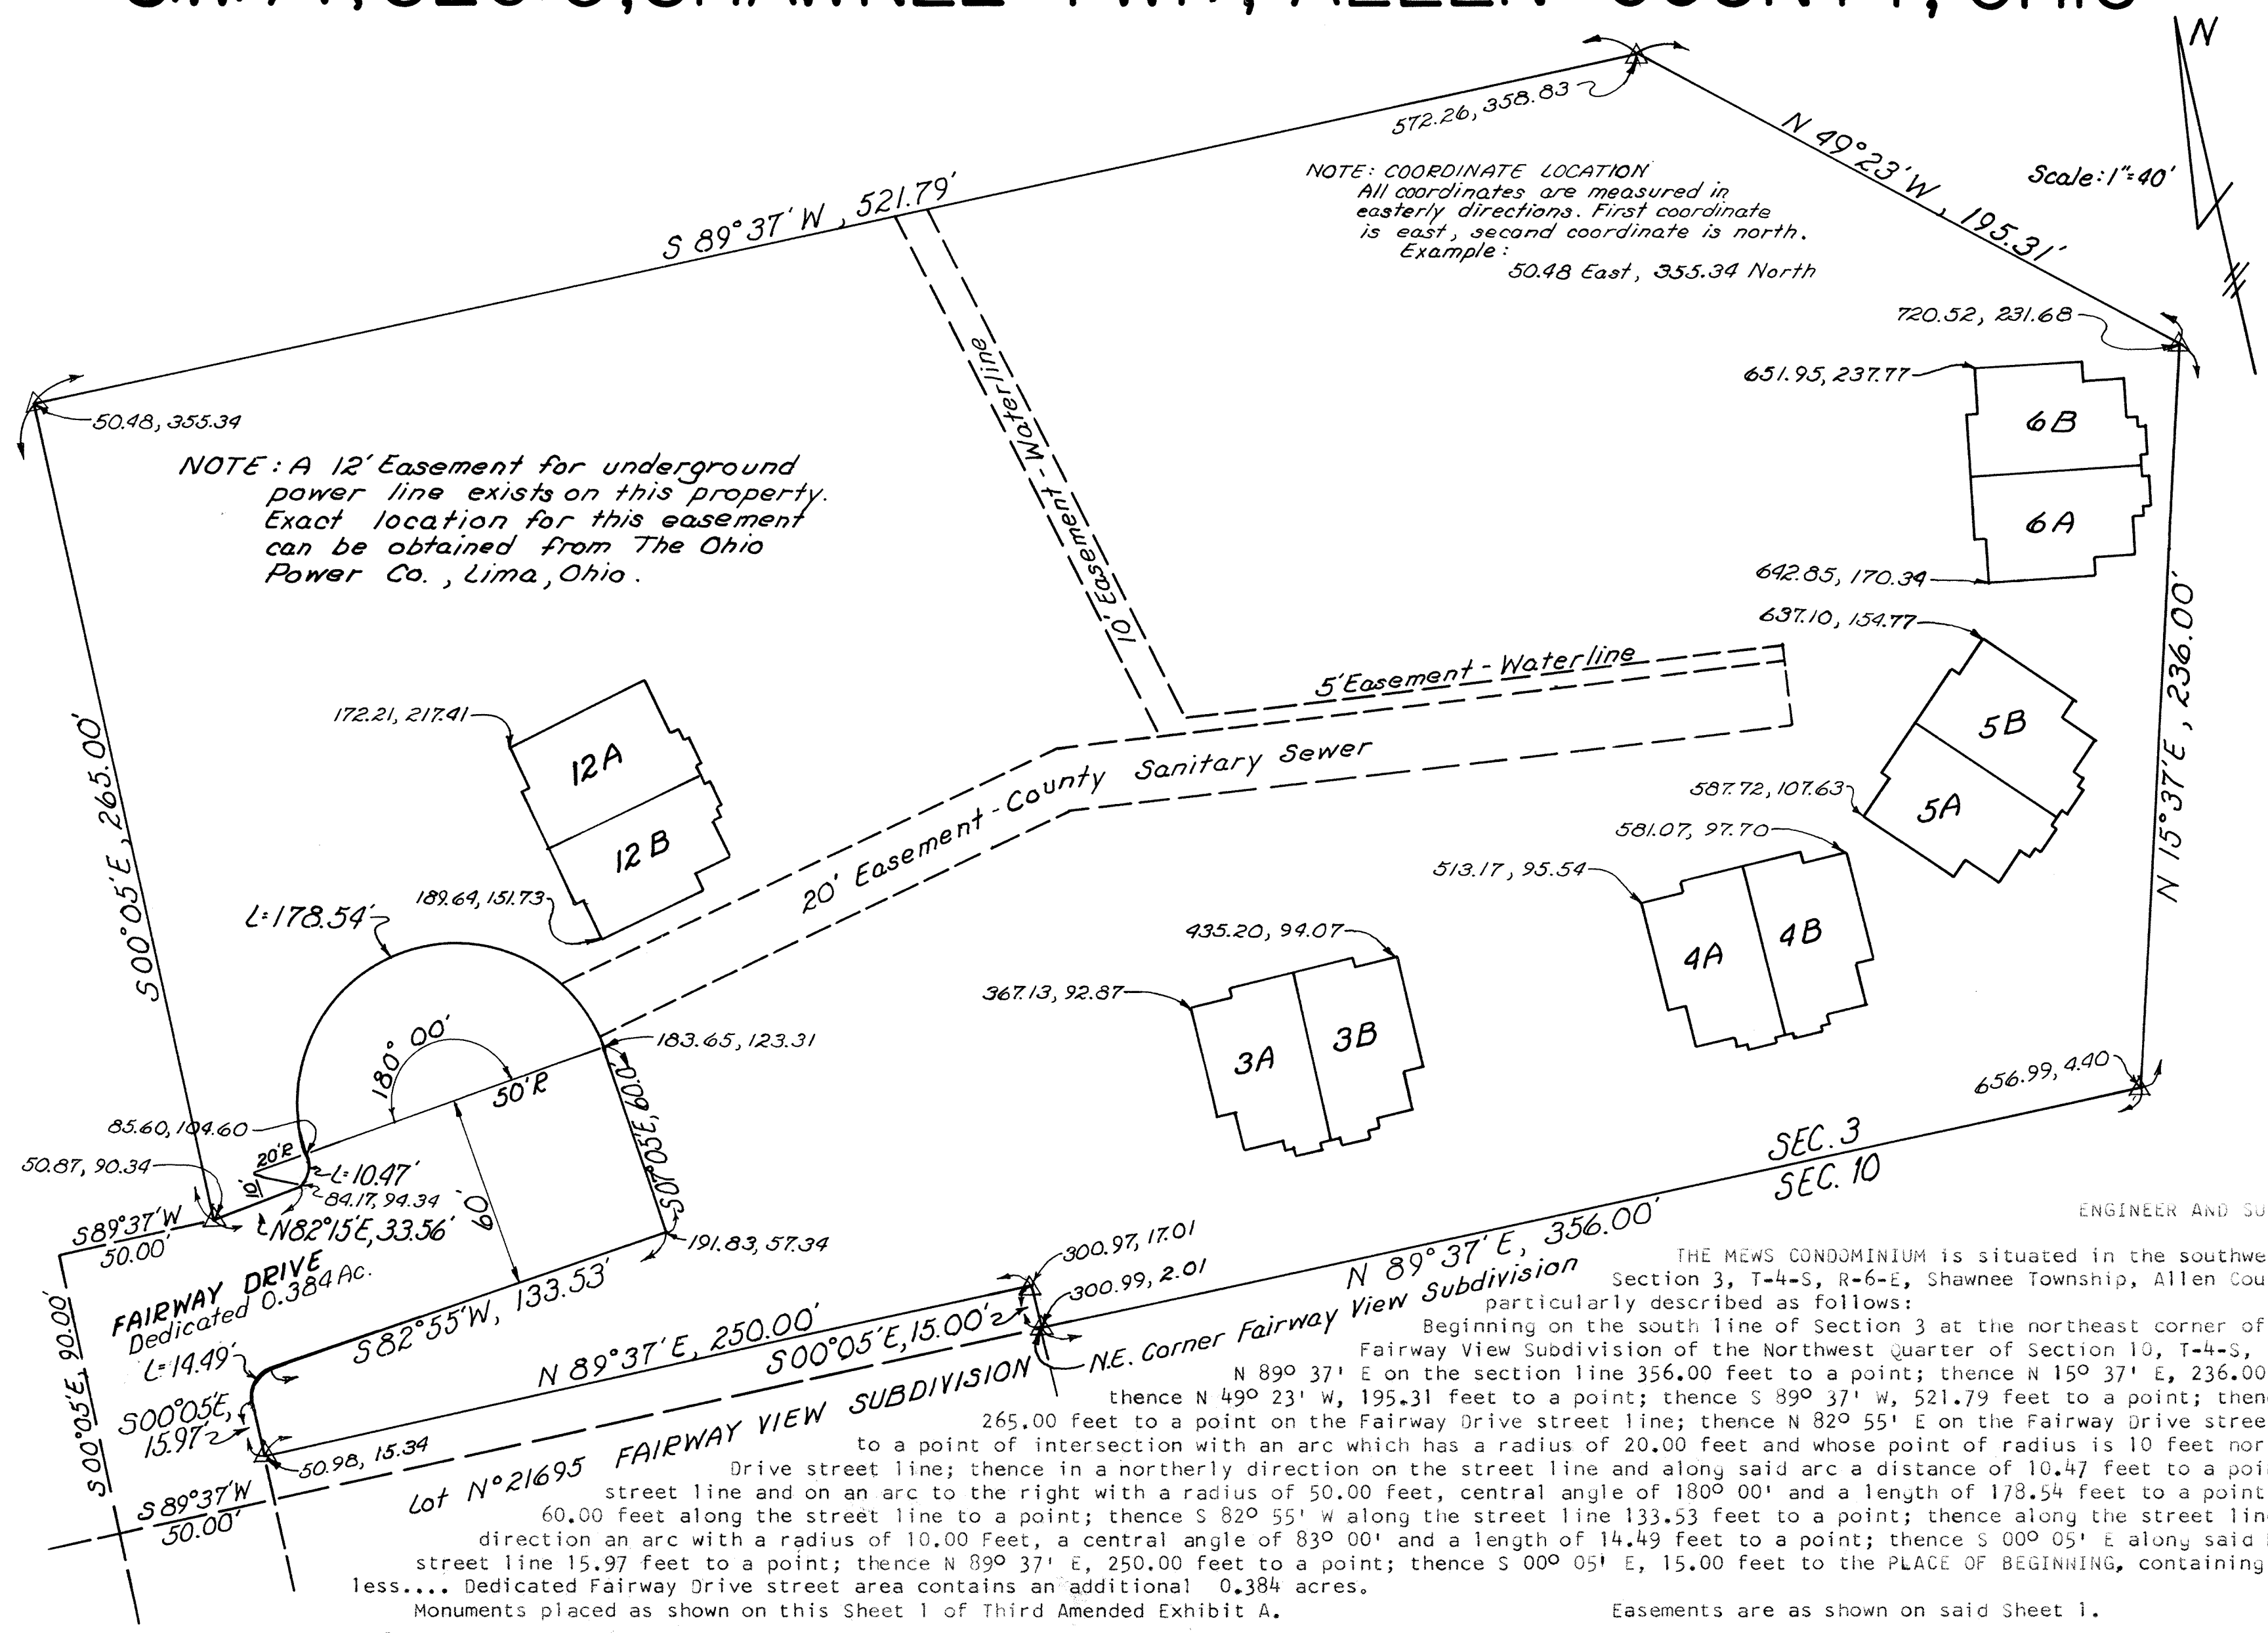 N
572.26, 358.83
N 49°23'W, 195.31'
Scale: 1"=40'
NOTE: COORDINATE LOCATION
All coordinates are measured in
easterly directions. First coordinate
is east, second coordinate is north.
Example:
50.48 East, 355.34 North
S 89°37'W, 521.79'
720.52, 231.68
651.95, 237.77
6B
6A
50.48, 355.34
NOTE: A 12' Easement for underground
power line exists on this property.
Exact location for this easement
can be obtained from The Ohio
Power Co., Lima, Ohio.
10' Easement - Waterline
642.85, 170.34
637.10, 154.77
5' Easement - Waterline
N 15°37'E, 236.00'
172.21, 217.41
12A
12B
5B
5A
S 00°05'E, 265.00'
20' Easement - County Sanitary Sewer
587.72, 107.63
581.07, 97.70
513.17, 95.54
4A
4B
189.64, 151.73
L=178.54'
435.20, 94.07
367.13, 92.87
3A
3B
183.65, 123.31
180° 00'
50'R
S07°05'E, 60.0'
656.99, 4.40
85.60, 104.60
20'R
50.87, 90.34
L=10.47'
10'
84.17, 94.34
60'
SEC. 3
SEC. 10
S89°37'W
50.00'
N82°15'E, 33.56'
191.83, 57.34
300.97, 17.01
300.99, 2.01
N 89°37'E, 356.00'
FAIRWAY DRIVE
Dedicated 0.384 Ac.
S82°55'W, 133.53'
N 89°37'E, 250.00'
S00°05'E, 15.00'
N.E. Corner Fairway View Subdivision
L=14.49'
S 00°05'E, 90.00'
S00°05'E,
15.97'
50.98, 15.34
Lot N° 21695 FAIRWAY VIEW SUBDIVISION
S89°37'W
50.00'
ENGINEER AND SU
THE MEWS CONDOMINIUM is situated in the southwe
Section 3, T-4-S, R-6-E, Shawnee Township, Allen Cou
particularly described as follows:
Beginning on the south line of Section 3 at the northeast corner of
Fairway View Subdivision of the Northwest Quarter of Section 10, T-4-S,
N 89º 37' E on the section line 356.00 feet to a point; thence N 15º 37' E, 236.00
thence N 49º 23' W, 195.31 feet to a point; thence S 89º 37' W, 521.79 feet to a point; then
265.00 feet to a point on the Fairway Drive street line; thence N 82º 55' E on the Fairway Drive stree
to a point of intersection with an arc which has a radius of 20.00 feet and whose point of radius is 10 feet nor
Drive street line; thence in a northerly direction on the street line and along said arc a distance of 10.47 feet to a poi
street line and on an arc to the right with a radius of 50.00 feet, central angle of 180º 00' and a length of 178.54 feet to a point
60.00 feet along the street line to a point; thence S 82º 55' W along the street line 133.53 feet to a point; thence along the street lin
direction an arc with a radius of 10.00 Feet, a central angle of 83º 00' and a length of 14.49 feet to a point; thence S 00º 05' E along said
street line 15.97 feet to a point; thence N 89º 37' E, 250.00 feet to a point; thence S 00º 05' E, 15.00 feet to the PLACE OF BEGINNING, containing
less.... Dedicated Fairway Drive street area contains an additional 0.384 acres.
Monuments placed as shown on this Sheet 1 of Third Amended Exhibit A.
Easements are as shown on said Sheet 1.